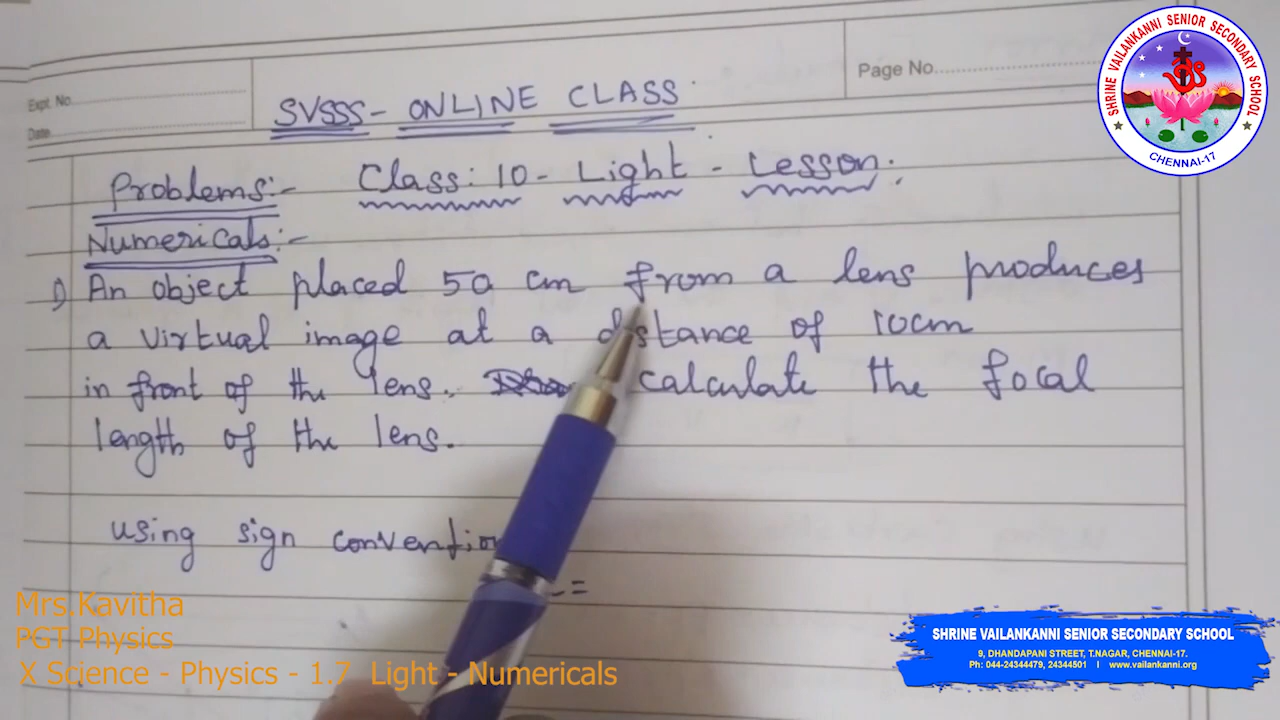 Expt. No.
Date
Page No.
SVSSS - ONLINE CLASS
Problems:- Class: 10 - Light - Lesson.
Numericals:-
1) An object placed 50 cm from a lens produces
a virtual image at a distance of 10cm
in front of the lens. calculate the focal
length of the lens.
using sign convention
=
Mrs.Kavitha
PGT Physics
X Science - Physics - 1.7 Light - Numericals
SHRINE VAILANKANNI SENIOR SECONDARY SCHOOL
CHENNAI-17
SHRINE VAILANKANNI SENIOR SECONDARY SCHOOL
9, DHANDAPANI STREET, T.NAGAR, CHENNAI-17.
Ph: 044-24344479, 24344501 | www.vailankanni.org